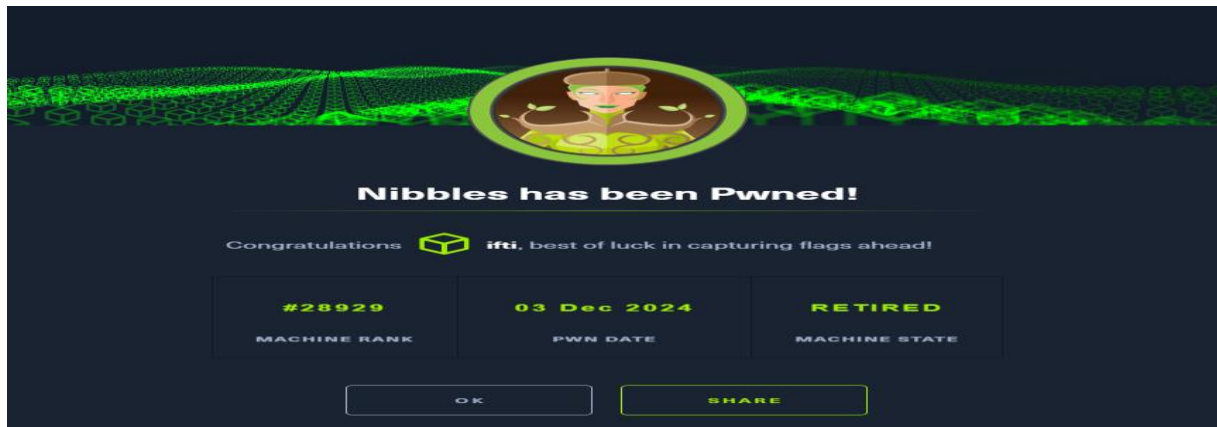 Nibbles has been Pwned!
Congratulations ifti, best of luck in capturing flags ahead!
#28929 03 Dec 2024 RETIRED
MACHINE RANK PWN DATE MACHINE STATE
OK SHARE